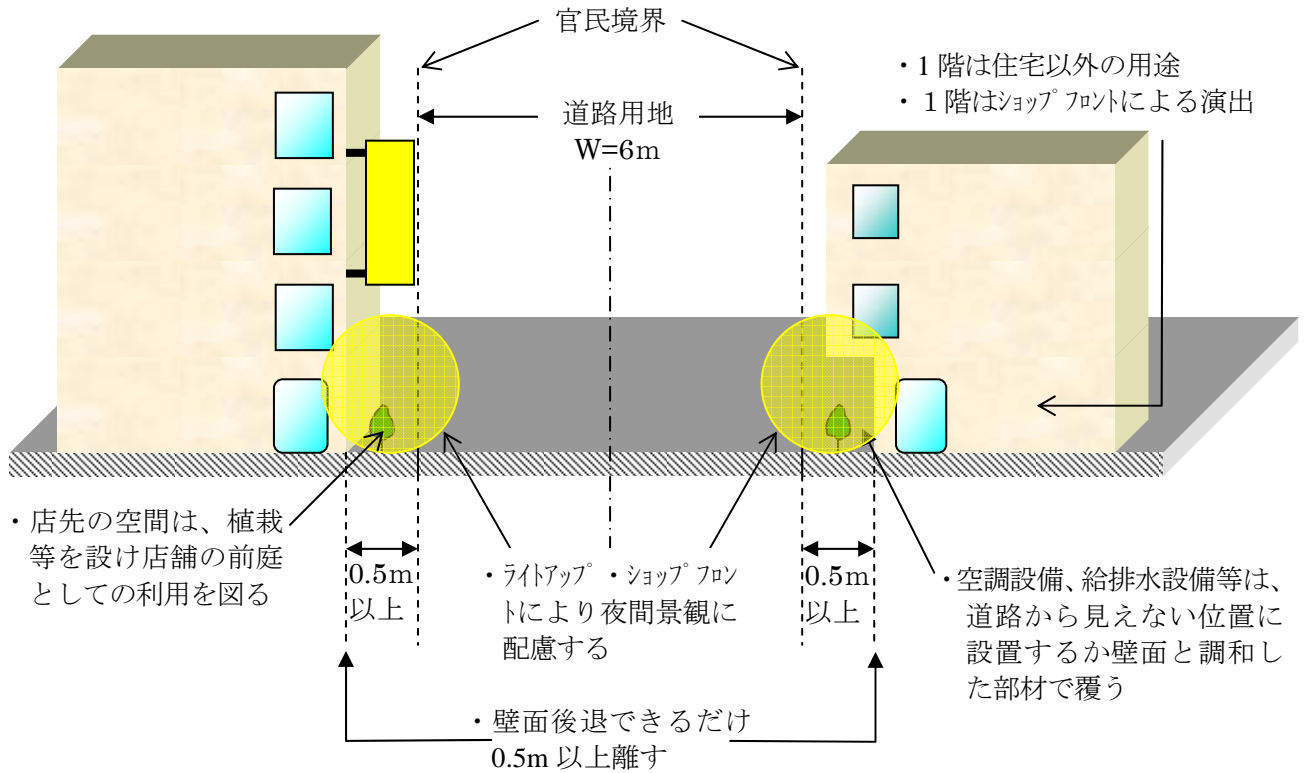 官民境界
・1 階は住宅以外の用途
・１階はｼｮｯﾌﾟﾌﾛﾝﾄによる演出
道路用地
W=6m
・店先の空間は、植栽
等を設け店舗の前庭
としての利用を図る
0.5m
以上
・ﾗｲﾄｱｯﾌﾟ・ｼｮｯﾌﾟﾌﾛﾝ
ﾄにより夜間景観に
配慮する
0.5m
以上
・空調設備、給排水設備等は、
道路から見えない位置に
設置するか壁面と調和し
た部材で覆う
・壁面後退できるだけ
0.5m 以上離す